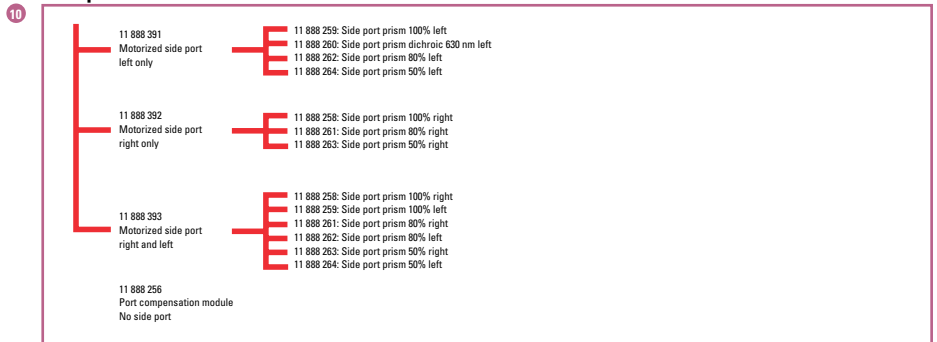 10
11 888 391
Motorized side port
left only
11 888 259: Side port prism 100% left
11 888 260: Side port prism dichroic 630 nm left
11 888 262: Side port prism 80% left
11 888 264: Side port prism 50% left
11 888 392
Motorized side port
right only
11 888 258: Side port prism 100% right
11 888 261: Side port prism 80% right
11 888 263: Side port prism 50% right
11 888 393
Motorized side port
right and left
11 888 258: Side port prism 100% right
11 888 259: Side port prism 100% left
11 888 261: Side port prism 80% right
11 888 262: Side port prism 80% left
11 888 263: Side port prism 50% right
11 888 264: Side port prism 50% left
11 888 256
Port compensation module
No side port